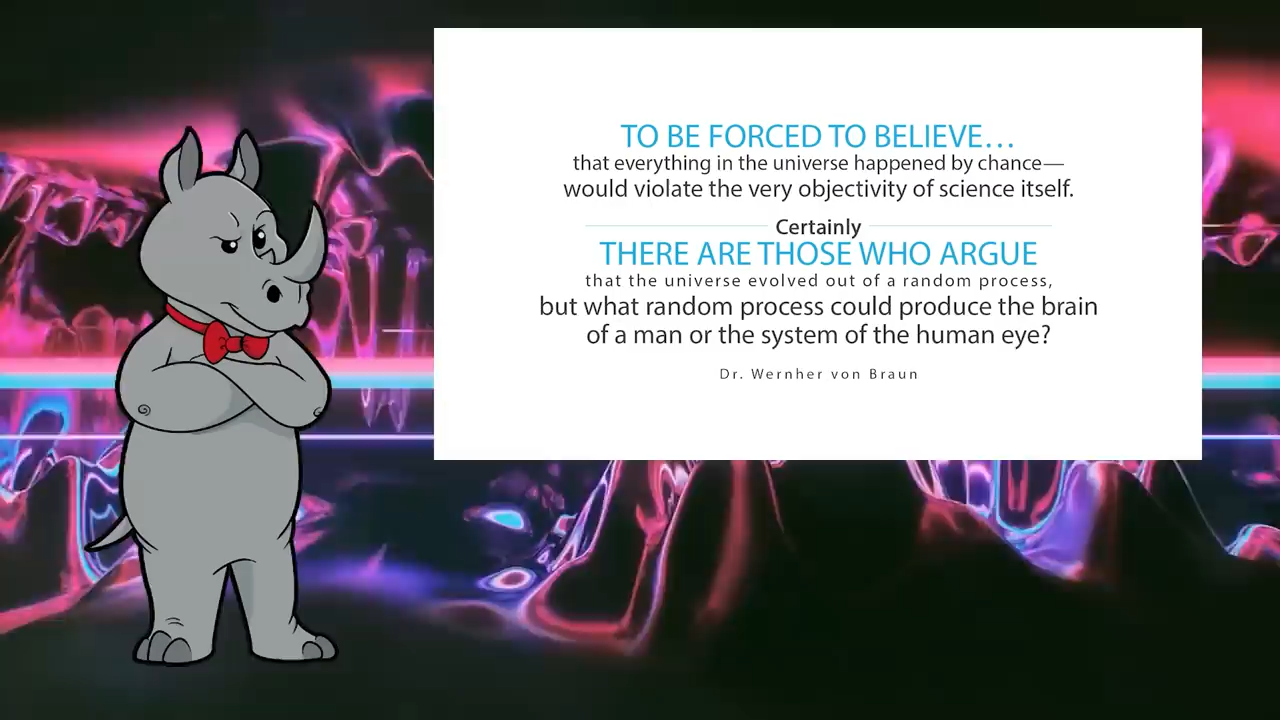 TO BE FORCED TO BELIEVE…
that everything in the universe happened by chance—
would violate the very objectivity of science itself.
Certainly
THERE ARE THOSE WHO ARGUE
that the universe evolved out of a random process,
but what random process could produce the brain
of a man or the system of the human eye?
Dr. Wernher von Braun